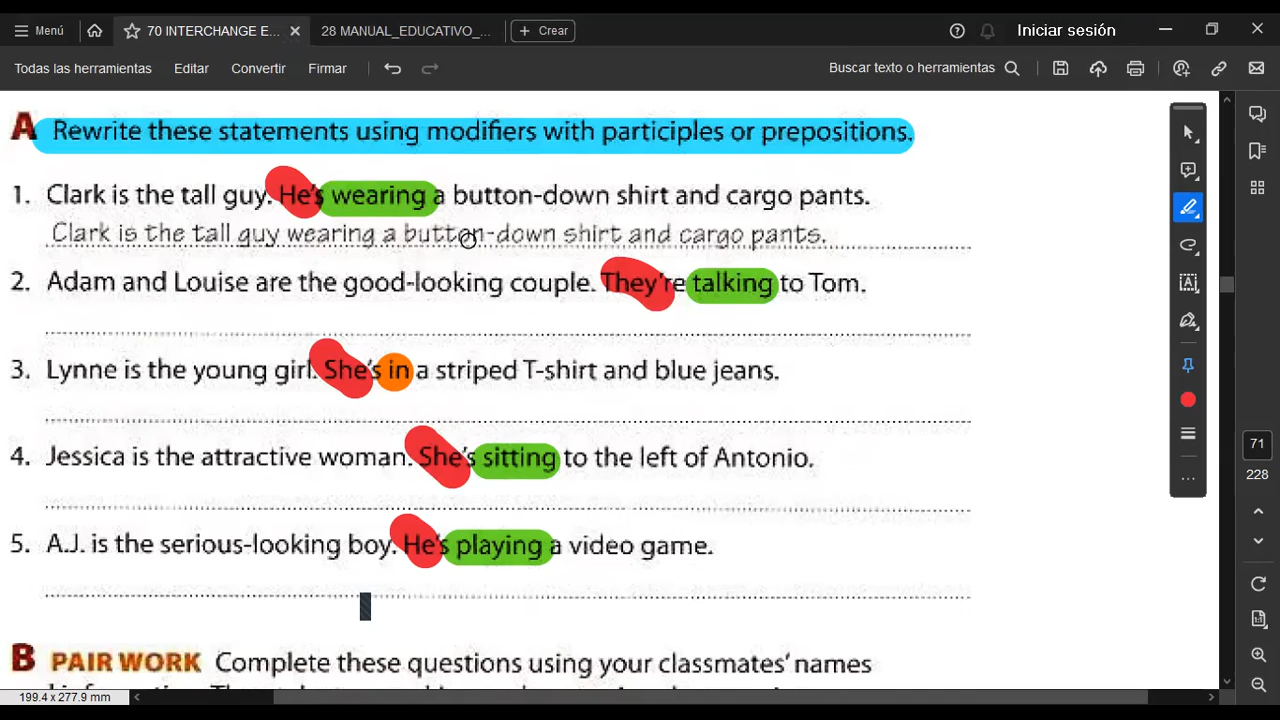 Menú 70 INTERCHANGE E... 28 MANUAL_EDUCATIVO_... Crear Iniciar sesión
Todas las herramientas Editar Convertir Firmar Buscar texto o herramientas
A Rewrite these statements using modifiers with participles or prepositions.
1. Clark is the tall guy. He's wearing a button-down shirt and cargo pants.
Clark is the tall guy wearing a button-down shirt and cargo pants.
2. Adam and Louise are the good-looking couple. They're talking to Tom.
3. Lynne is the young girl. She's in a striped T-shirt and blue jeans.
4. Jessica is the attractive woman. She's sitting to the left of Antonio.
5. A.J. is the serious-looking boy. He's playing a video game.
71
228
B PAIR WORK Complete these questions using your classmates' names
199.4 x 277.9 mm